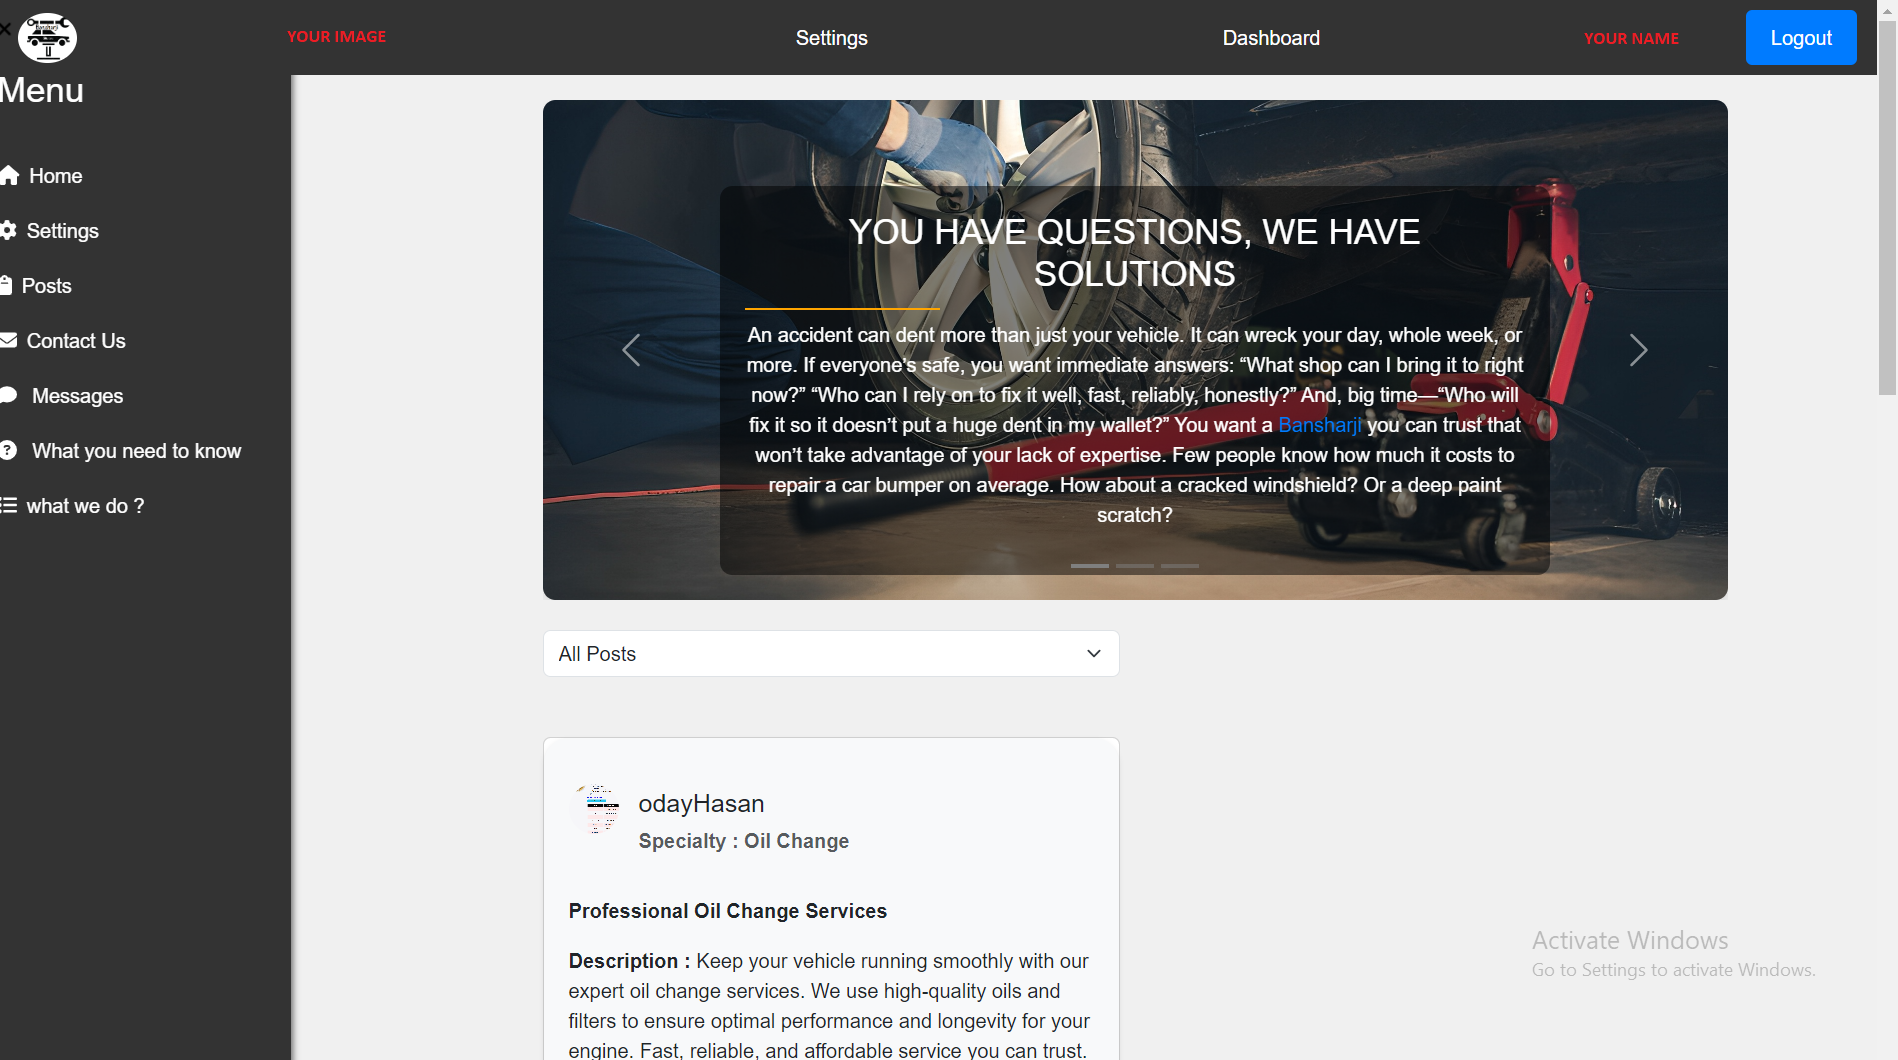 YOUR IMAGE
Settings
Dashboard
YOUR NAME
Logout
Menu
Home
Settings
Posts
Contact Us
Messages
What you need to know
what we do ?
YOU HAVE QUESTIONS, WE HAVE
SOLUTIONS
An accident can dent more than just your vehicle. It can wreck your day, whole week, or
more. If everyone’s safe, you want immediate answers: “What shop can I bring it to right
now?” “Who can I rely on to fix it well, fast, reliably, honestly?” And, big time—“Who will
fix it so it doesn’t put a huge dent in my wallet?” You want a Bansharji you can trust that
won’t take advantage of your lack of expertise. Few people know how much it costs to
repair a car bumper on average. How about a cracked windshield? Or a deep paint
scratch?
All Posts
odayHasan
Specialty : Oil Change
Professional Oil Change Services
Description : Keep your vehicle running smoothly with our
expert oil change services. We use high-quality oils and
filters to ensure optimal performance and longevity for your
engine. Fast, reliable, and affordable service you can trust.
Activate Windows
Go to Settings to activate Windows.